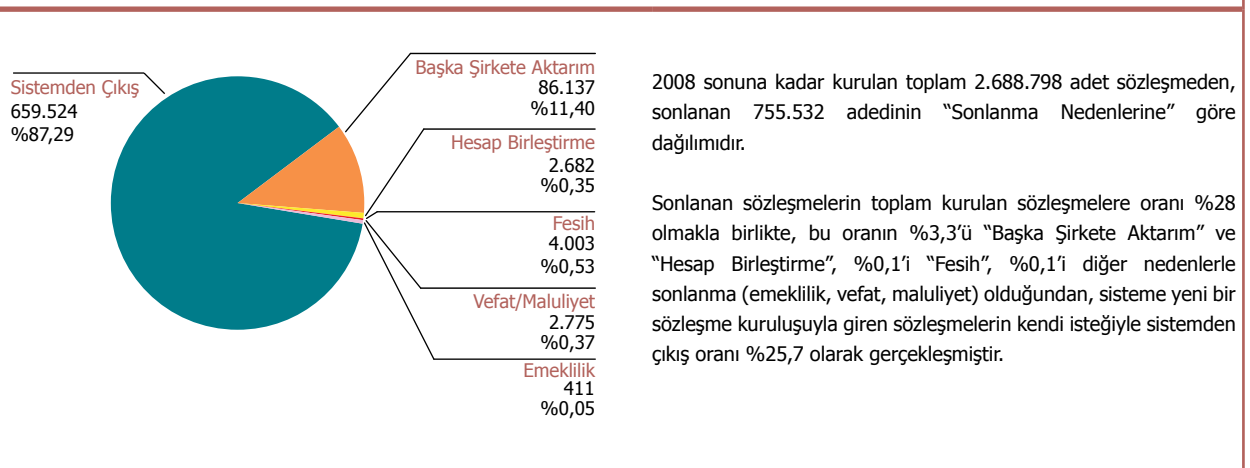 Sistemden Çıkış
659.524
%87,29
Başka Şirkete Aktarım
86.137
%11,40
Hesap Birleştirme
2.682
%0,35
Fesih
4.003
%0,53
Vefat/Maluliyet
2.775
%0,37
Emeklilik
411
%0,05
2008 sonuna kadar kurulan toplam 2.688.798 adet sözleşmeden,
sonlanan 755.532 adedinin “Sonlanma Nedenlerine” göre
dağılımıdır.
Sonlanan sözleşmelerin toplam kurulan sözleşmelere oranı %28
olmakla birlikte, bu oranın %3,3’ü “Başka Şirkete Aktarım” ve
“Hesap Birleştirme”, %0,1’i “Fesih”, %0,1’i diğer nedenlerle
sonlanma (emeklilik, vefat, maluliyet) olduğundan, sisteme yeni bir
sözleşme kuruluşuyla giren sözleşmelerin kendi isteğiyle sistemden
çıkış oranı %25,7 olarak gerçekleşmiştir.